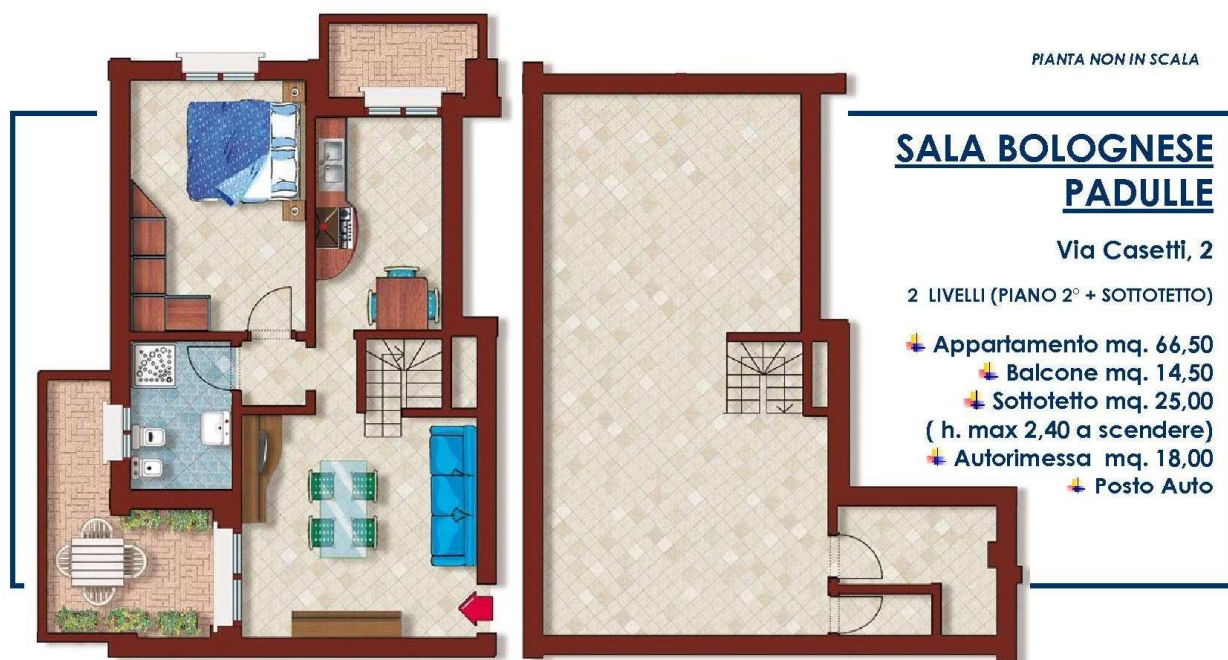 PIANTA NON IN SCALA
SALA BOLOGNESE
PADULLE
Via Casetti, 2
2 LIVELLI (PIANO 2° + SOTTOTETTO)
Appartamento mq. 66,50
Balcone mq. 14,50
Sottotetto mq. 25,00
( h. max 2,40 a scendere)
Autorimessa mq. 18,00
Posto Auto